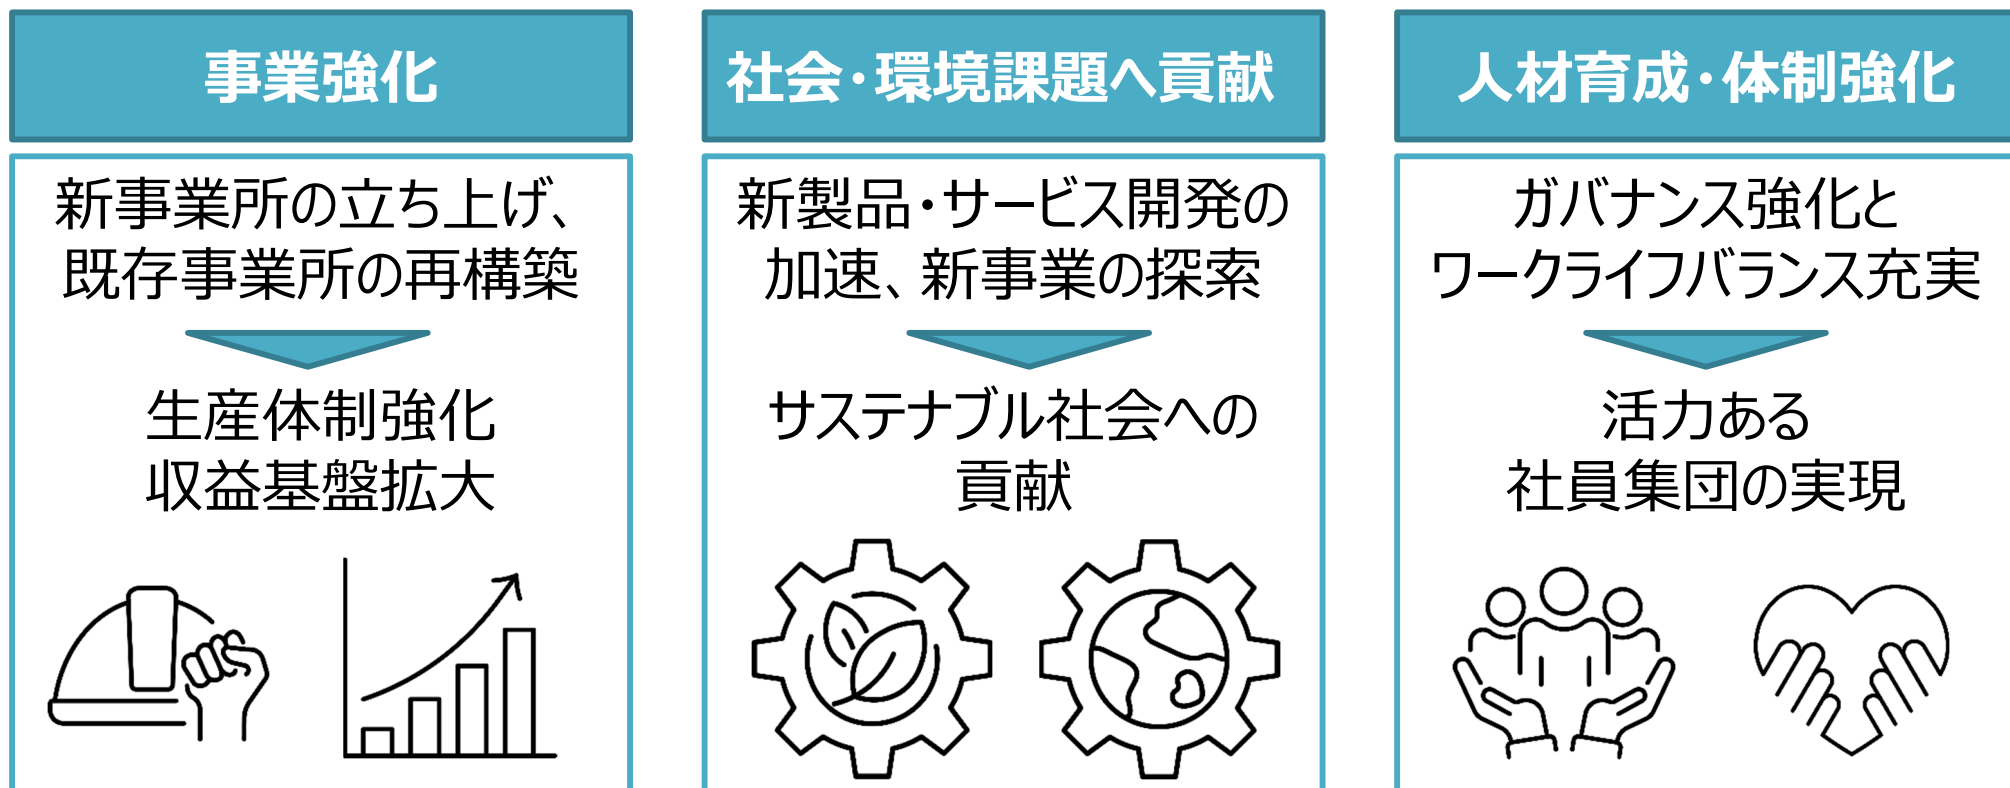 事業強化
新事業所の立ち上げ、
既存事業所の再構築
生産体制強化
収益基盤拡大
社会・環境課題へ貢献
新製品・サービス開発の
加速、新事業の探索
サステナブル社会への
貢献
人材育成・体制強化
ガバナンス強化と
ワークライフバランス充実
活力ある
社員集団の実現